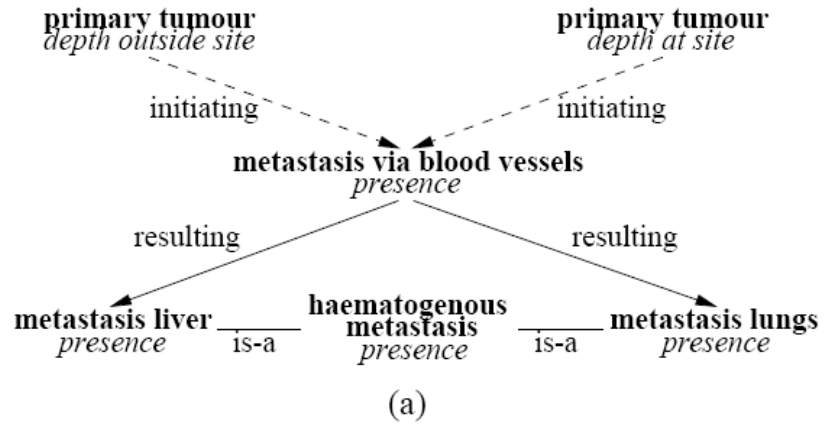 primary tumour
depth outside site
primary tumour
depth at site
initiating
initiating
metastasis via blood vessels
presence
resulting
resulting
metastasis liver
presence
is-a
haematogenous
metastasis
presence
is-a
metastasis lungs
presence
(a)